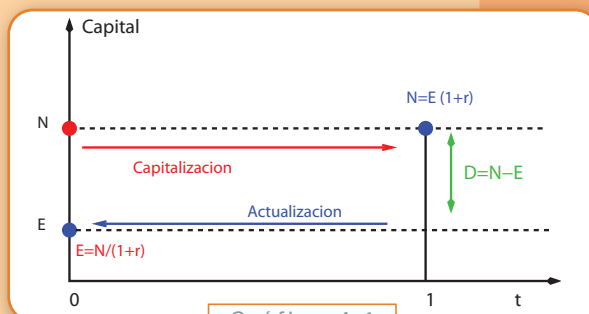 Capital
N=E (1+r)
N
Capitalizacion
D=N–E
Actualizacion
E
E=N/(1+r)
0
1
t